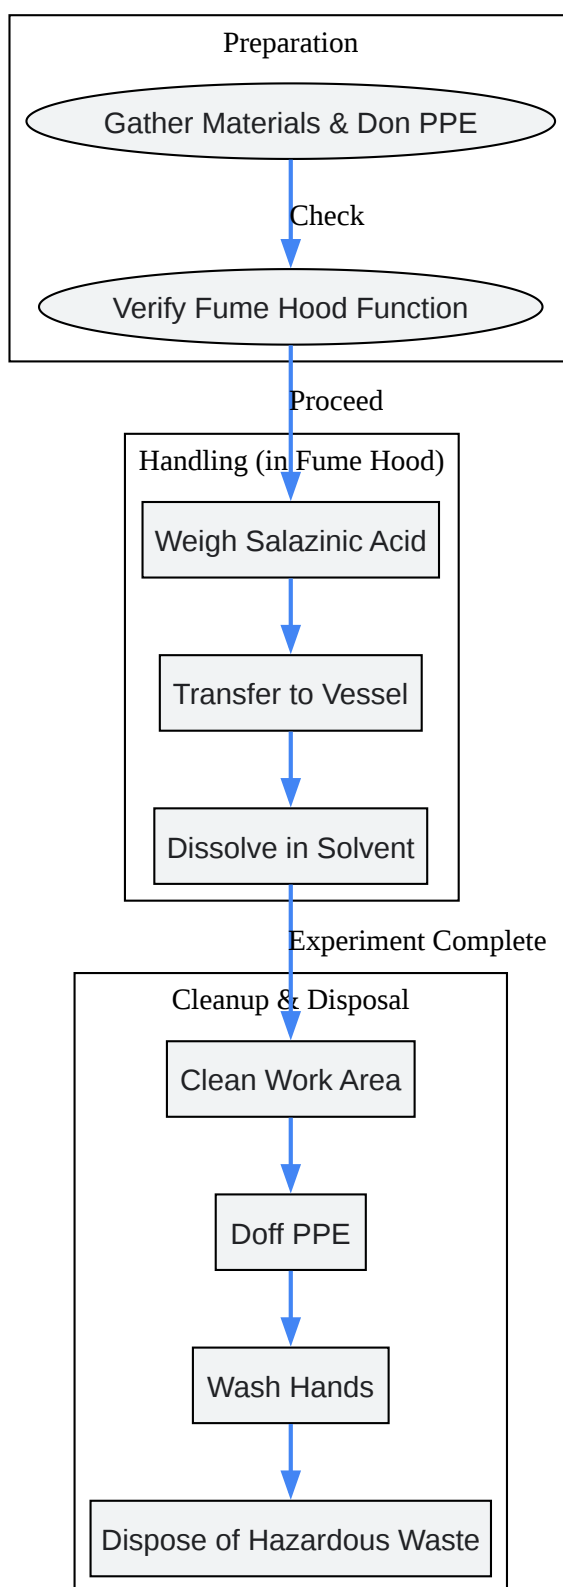 Preparation
Gather Materials & Don PPE
Check
Verify Fume Hood Function
Proceed
Handling (in Fume Hood)
Weigh Salazinic Acid
Transfer to Vessel
Dissolve in Solvent
Experiment Complete
Cleanup & Disposal
Clean Work Area
Doff PPE
Wash Hands
Dispose of Hazardous Waste